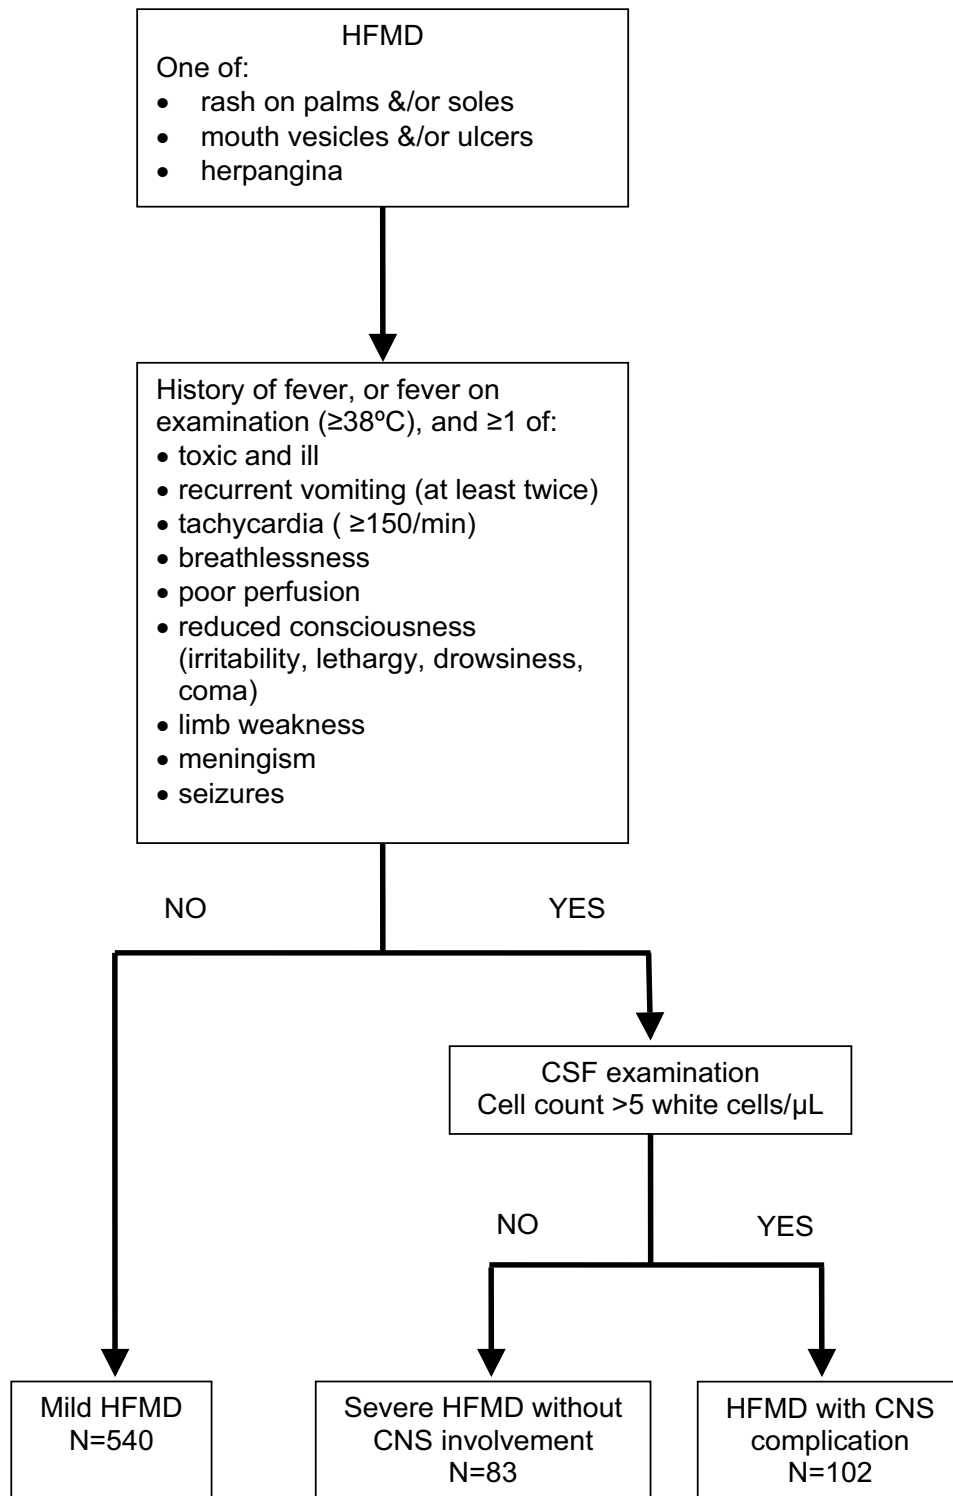 HFMD
One of:
• rash on palms &/or soles
• mouth vesicles &/or ulcers
• herpangina
History of fever, or fever on
examination (≥38ºC), and ≥1 of:
• toxic and ill
• recurrent vomiting (at least twice)
• tachycardia ( ≥150/min)
• breathlessness
• poor perfusion
• reduced consciousness
(irritability, lethargy, drowsiness,
coma)
• limb weakness
• meningism
• seizures
NO
YES
CSF examination
Cell count >5 white cells/µL
NO
YES
Mild HFMD
N=540
Severe HFMD without
CNS involvement
N=83
HFMD with CNS
complication
N=102